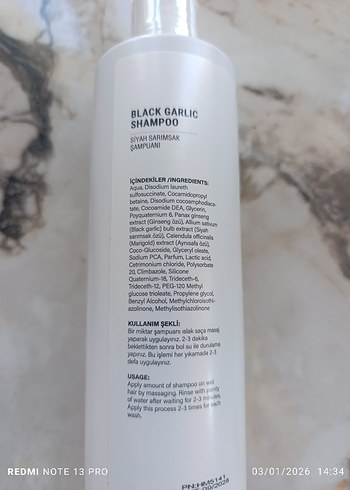 BLACK GARLIC
SHAMPOO
SİYAH SARIMSAK
ŞAMPUANI
İÇİNDEKİLER /INGREDIENTS:
Aqua, Disodium laureth
sulfosuccinate, Cocamidopropyl
betaine, Disodium cocoamphodiace-
tate, Cocoamide DEA, Glycerin,
Poyquaternium 6, Panax ginseng
extract (Ginseng özü), Allium sativum
(Black garlic) bulb extract (Siyah
sarımsak özü), Calendula officinalis
(Marigold) extract (Aynısafa özü),
Coco-Glucoside, Glyceryl oleate,
Sodium PCA, Parfum, Lactic acid,
Cetrimonium chloride, Polysorbate
20, Climbazole, Silicone
Quaternium-18, Trideceth-6,
Trideceth-12, PEG-120 Methyl
glucose trioleate, Propylene glycol,
Benzyl Alcohol, Methylchloroisothi-
azolinone, Methylisothiazolinone
KULLANIM ŞEKLİ:
Bir miktar şampuanı ıslak saça masaj
yaparak uygulayınız. 2-3 dakika
beklettikten sonra bol su ile durulama
yapınız. Bu işlemi her yıkamada 2-3
defa uygulayınız.
USAGE:
Apply amount of shampoo on wet
hair by massaging. Rinse with plenty
of water after waiting for 2-3 minutes.
Apply this process 2-3 times for each
wash.
PN:HM5141
09/2028
REDMI NOTE 13 PRO
03/01/2026 14:34